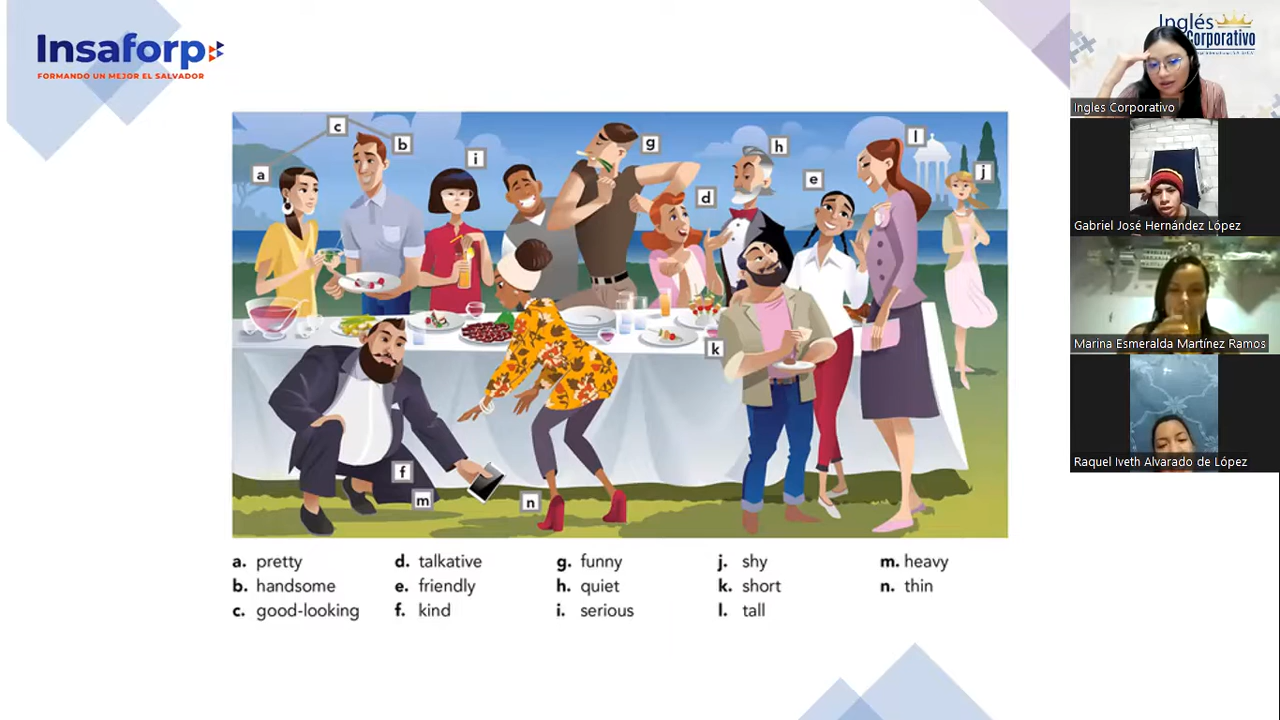 Insaforp
FORMANDO UN MEJOR EL SALVADOR
c
b
a
i
g
h
l
j
e
d
k
f
m
n
a. pretty
b. handsome
c. good-looking
d. talkative
e. friendly
f. kind
g. funny
h. quiet
i. serious
j. shy
k. short
l. tall
m. heavy
n. thin
Inglés
Corporativo
Ingles Corporativo
Gabriel José Hernández López
Marina Esmeralda Martínez Ramos
Raquel Iveth Alvarado de López